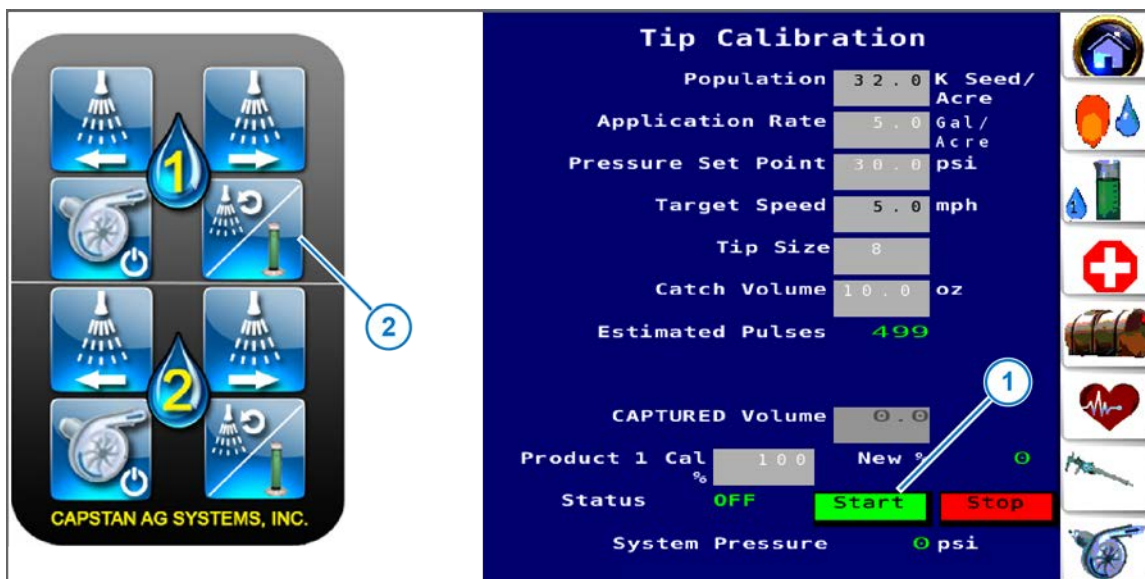 1
2
CAPSTAN AG SYSTEMS, INC.
2
Tip Calibration
Population 32.0 K Seed/
Acre
Application Rate 5.0 Gal/
Acre
Pressure Set Point 30.0 psi
Target Speed 5.0 mph
Tip Size 8
Catch Volume 10.0 oz
Estimated Pulses 499
1
CAPTURED Volume 0.0
Product 1 Cal 100 New % 0
%
Status OFF Start Stop
System Pressure 0 psi
1